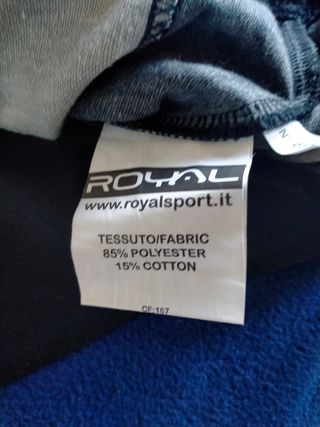 ROYAL
www.royalsport.it
TESSUTO/FABRIC
85% POLYESTER
15% COTTON
CF-167